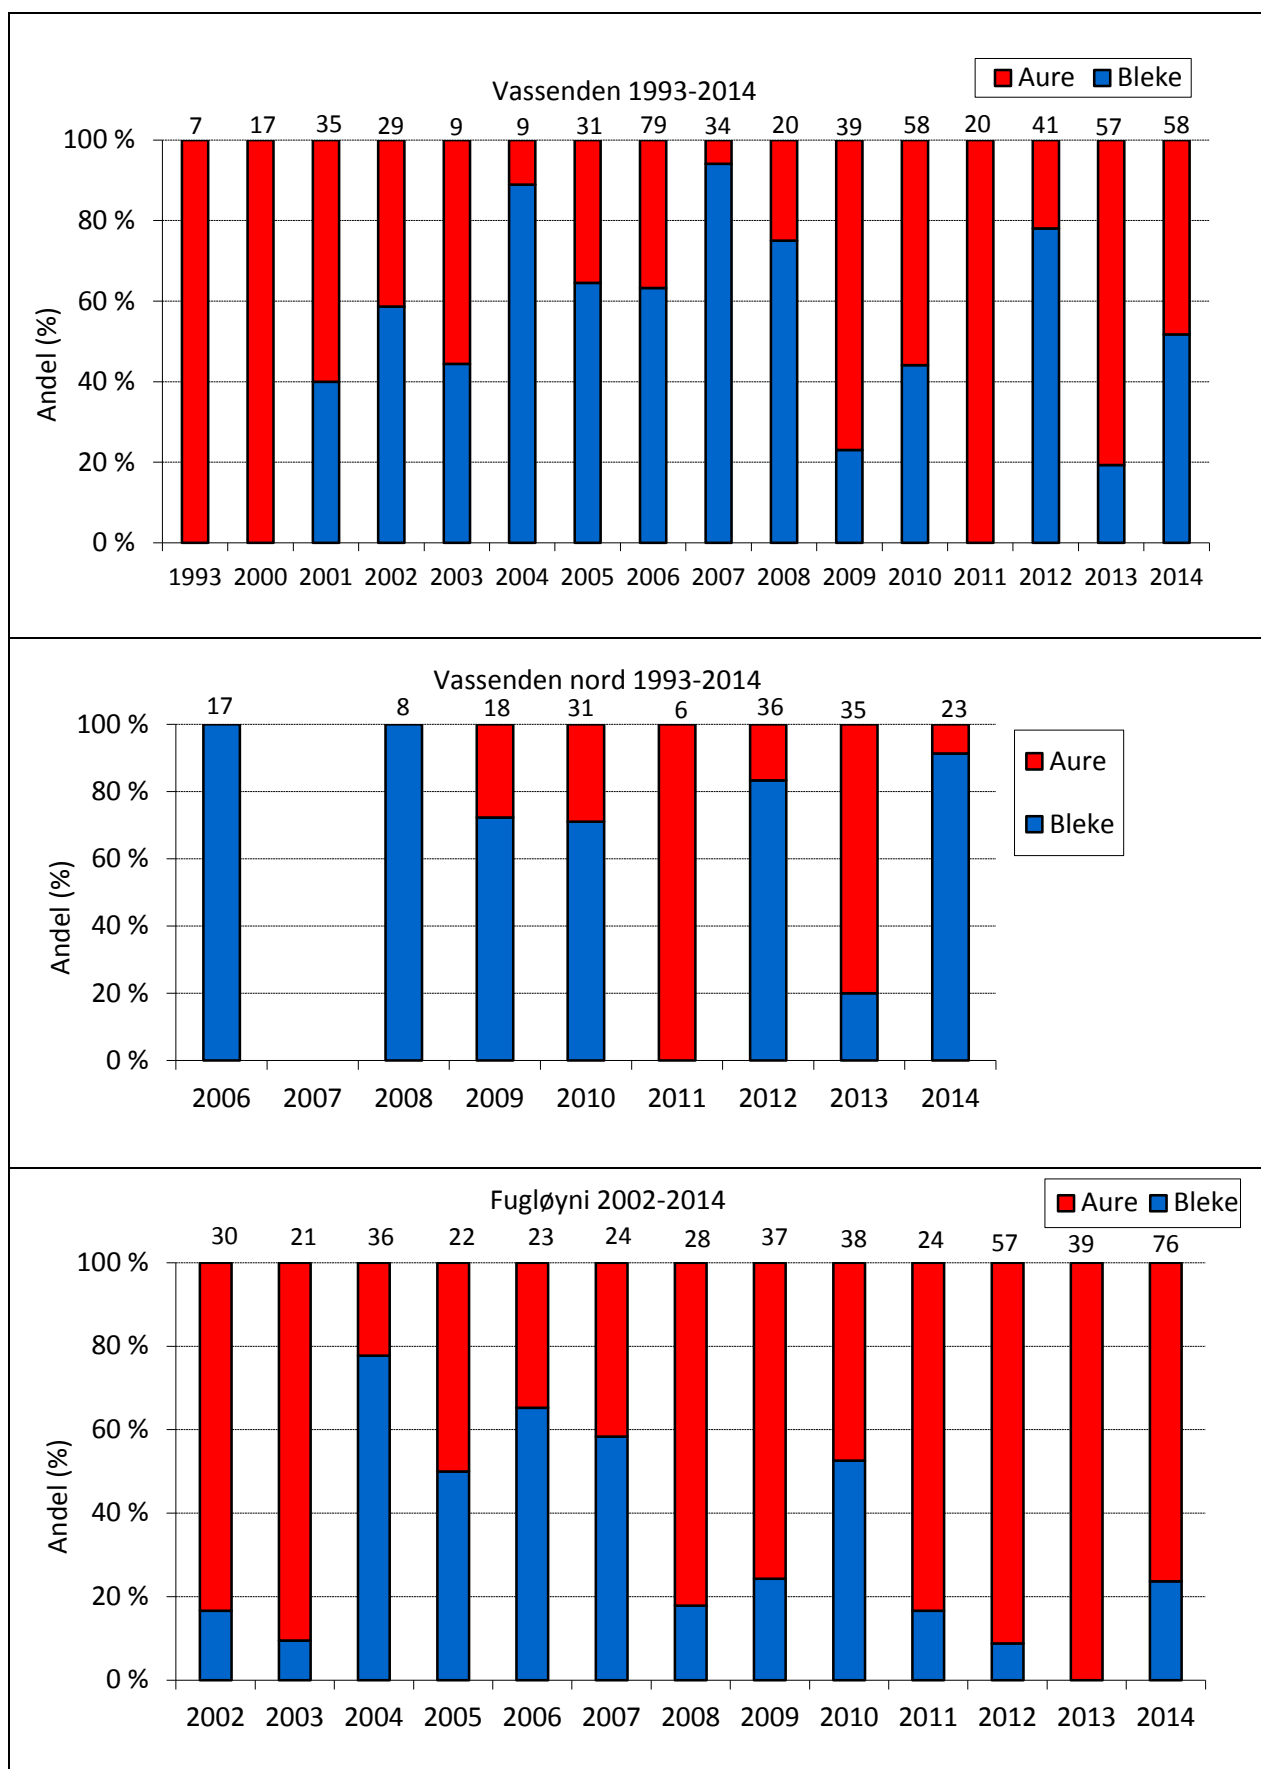 Aure Bleke
Vassenden 1993-2014
7 17 35 29 9 9 31 79 34 20 39 58 20 41 57 58
100 %
80 %
60 %
40 %
20 %
0 %
Andel (%)
1993 2000 2001 2002 2003 2004 2005 2006 2007 2008 2009 2010 2011 2012 2013 2014
Vassenden nord 1993-2014
17 8 18 31 6 36 35 23
100 %
80 %
60 %
40 %
20 %
0 %
Andel (%)
Aure
Bleke
2006 2007 2008 2009 2010 2011 2012 2013 2014
Fugløyni 2002-2014
Aure Bleke
30 21 36 22 23 24 28 37 38 24 57 39 76
100 %
80 %
60 %
40 %
20 %
0 %
Andel (%)
2002 2003 2004 2005 2006 2007 2008 2009 2010 2011 2012 2013 2014